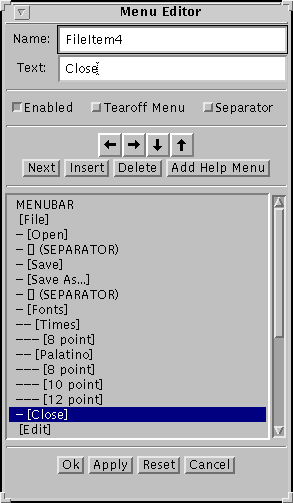 Menu Editor
Name: FileItem4
Text: Close
Enabled Tearoff Menu Separator
Next Insert Delete Add Help Menu
MENUBAR
[File]
- [Open]
- [] (SEPARATOR)
- [Save]
- [Save As...]
- [] (SEPARATOR)
- [Fonts]
-- [Times]
--- [8 point]
-- [Palatino]
--- [8 point]
--- [10 point]
--- [12 point]
- [Close]
[Edit]
Ok Apply Reset Cancel